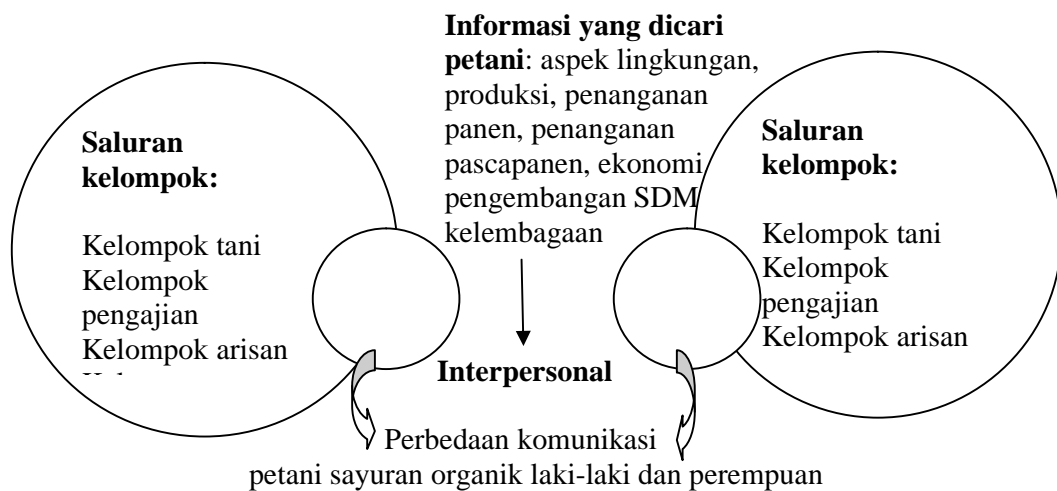 Informasi yang dicari
petani: aspek lingkungan,
produksi, penanganan
panen, penanganan
pascapanen, ekonomi
pengembangan SDM
kelembagaan
Saluran
kelompok:
Kelompok tani
Kelompok
pengajian
Kelompok arisan
Saluran
kelompok:
Kelompok tani
Kelompok
pengajian
Kelompok arisan
Interpersonal
Perbedaan komunikasi
petani sayuran organik laki-laki dan perempuan